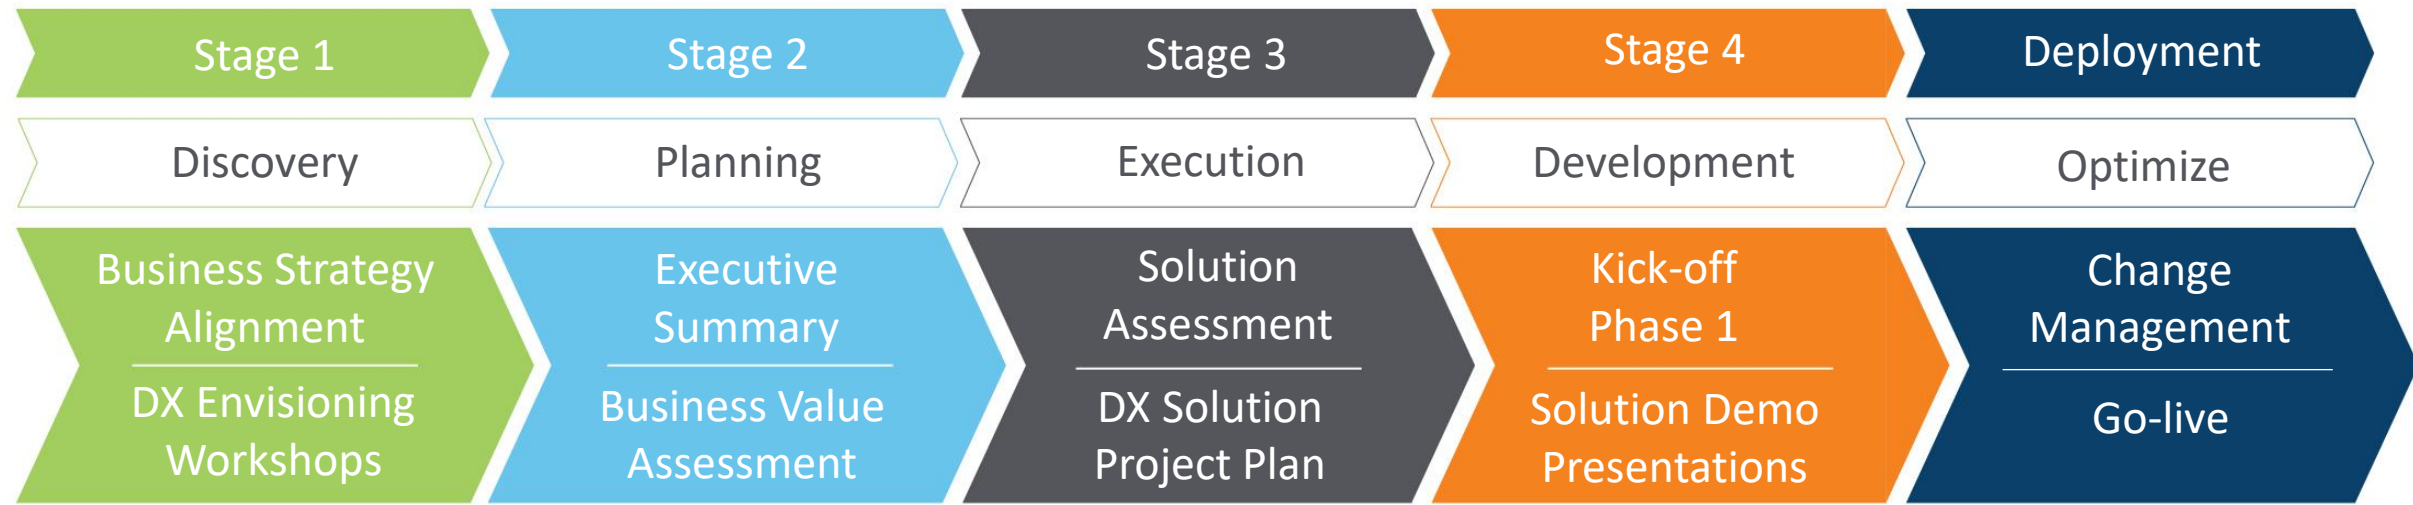 Stage 1
Stage 2
Stage 3
Stage 4
Deployment
Discovery
Planning
Execution
Development
Optimize
Business Strategy
Alignment
DX Envisioning
Workshops
Executive
Summary
Business Value
Assessment
Solution
Assessment
DX Solution
Project Plan
Kick-off
Phase 1
Solution Demo
Presentations
Change
Management
Go-live